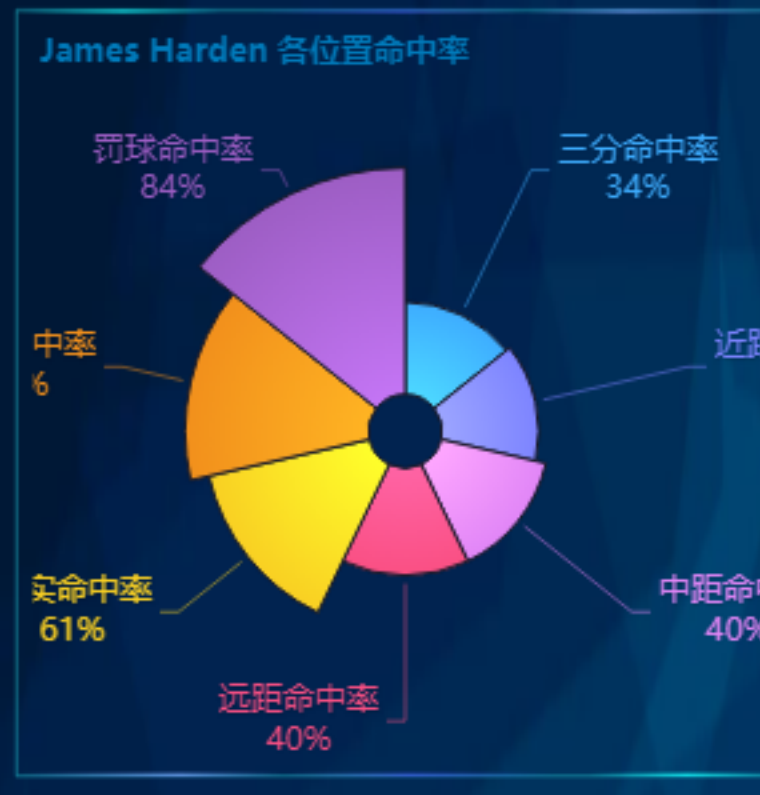 James Harden 各位置命中率
罚球命中率
84%
三分命中率
34%
中率
%
近距
实命中率
61%
中距命中
40%
远距命中率
40%